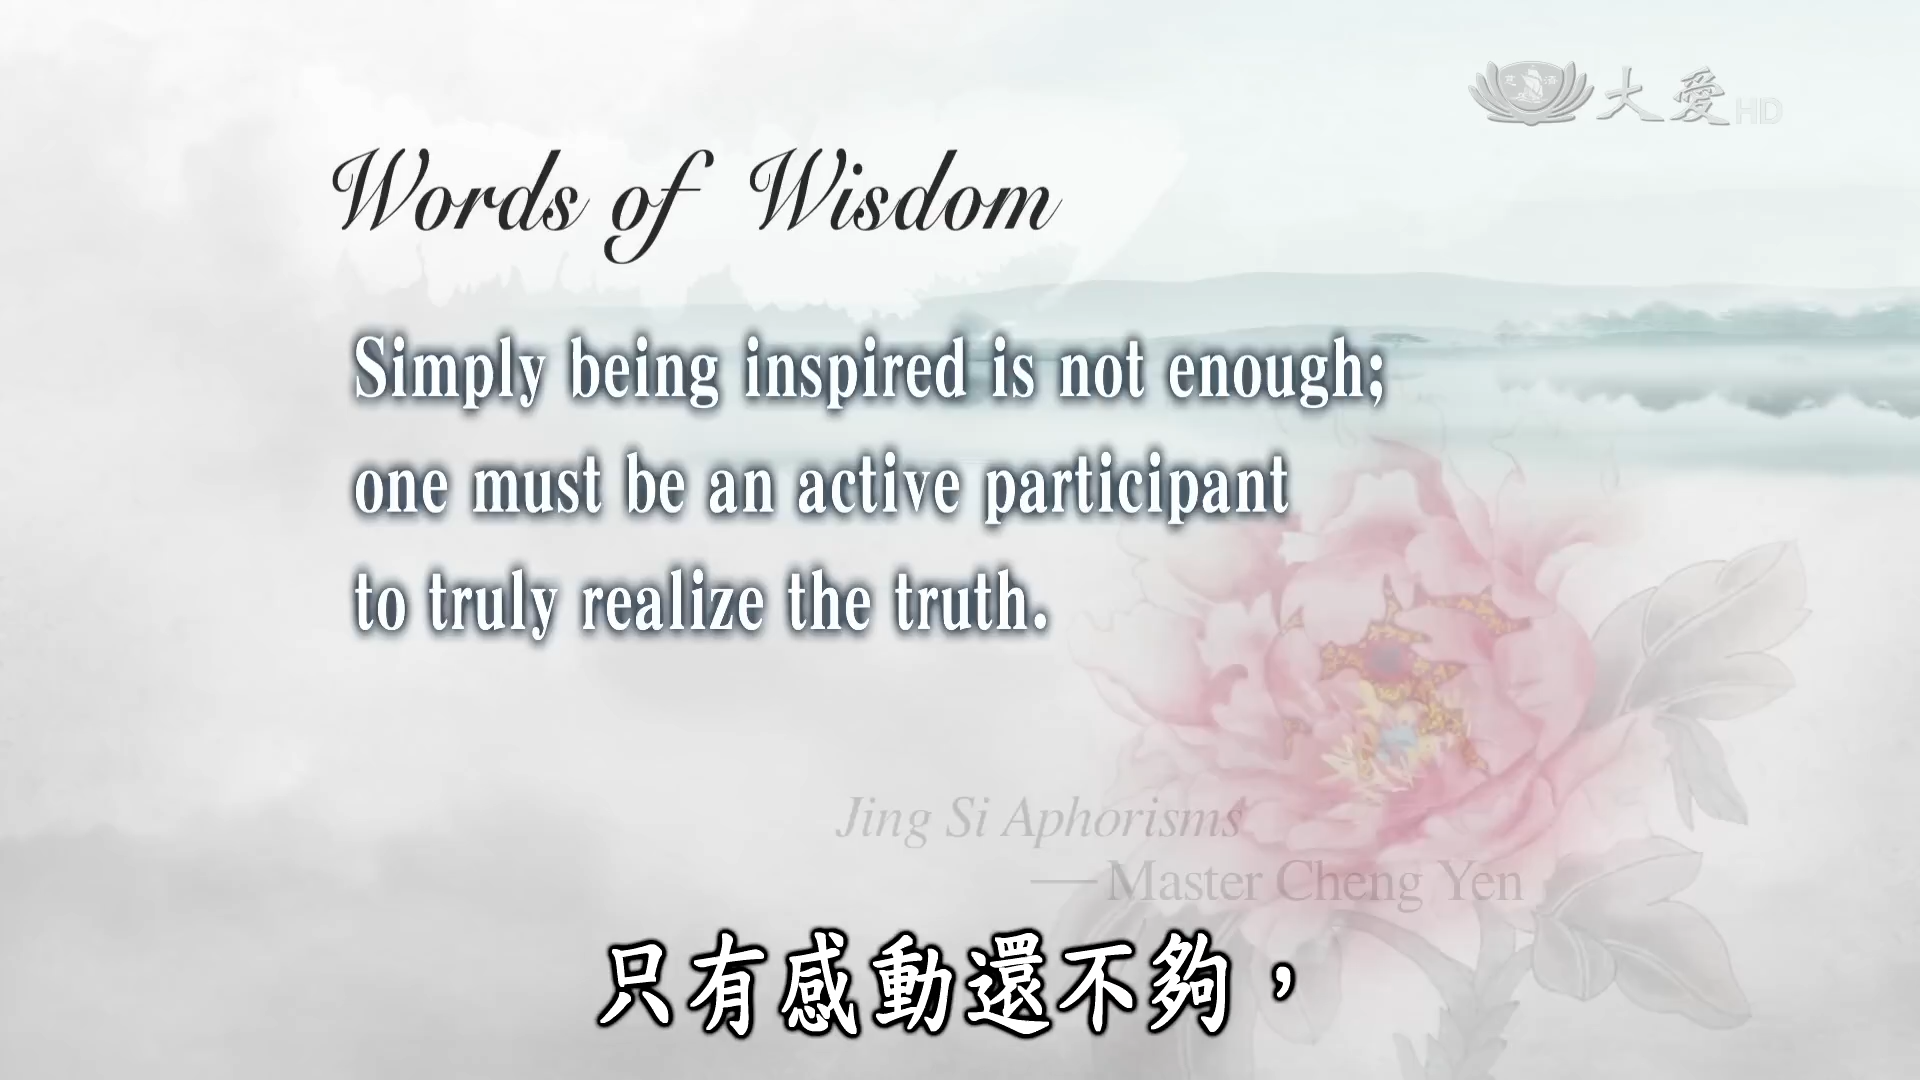 大愛HD
Words of Wisdom
Simply being inspired is not enough;
one must be an active participant
to truly realize the truth.
Jing Si Aphorisms
—Master Cheng Yen
只有感動還不夠，